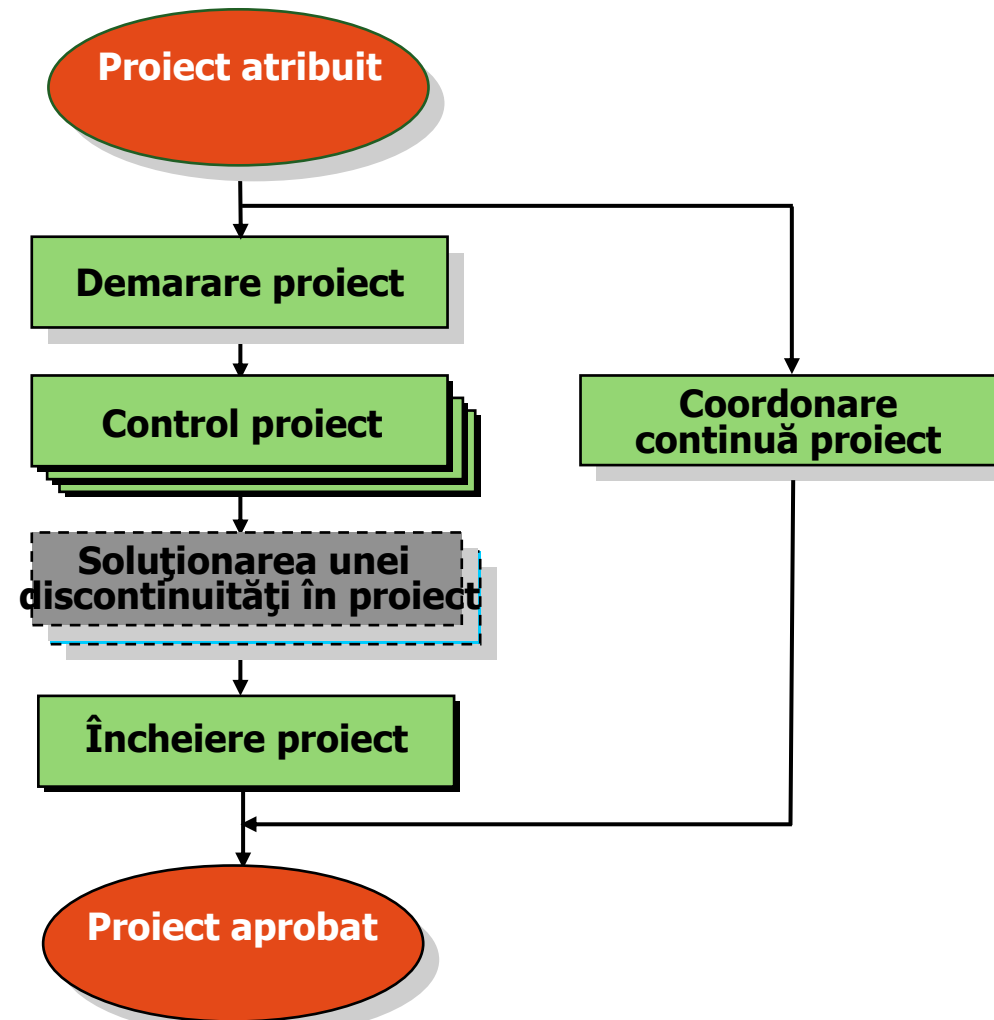 Proiect atribuit
Demarare proiect
Control proiect
Coordonare
continuă proiect
Soluţionarea unei
discontinuităţi în proiect
Încheiere proiect
Proiect aprobat